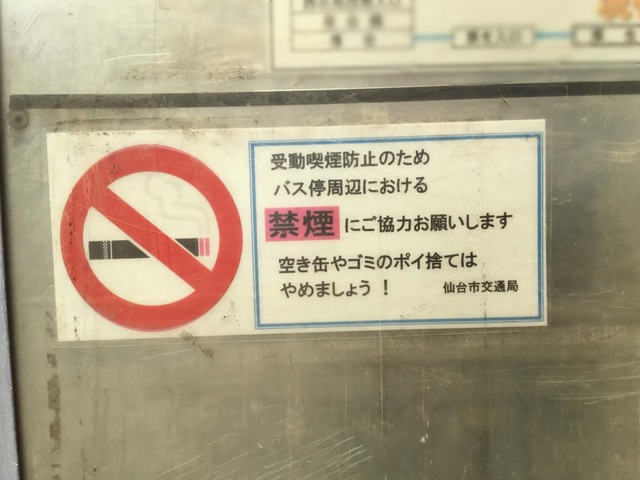 受動喫煙防止のため
バス停周辺における
禁煙にご協力お願いします
空き缶やゴミのポイ捨ては
やめましょう！
仙台市交通局